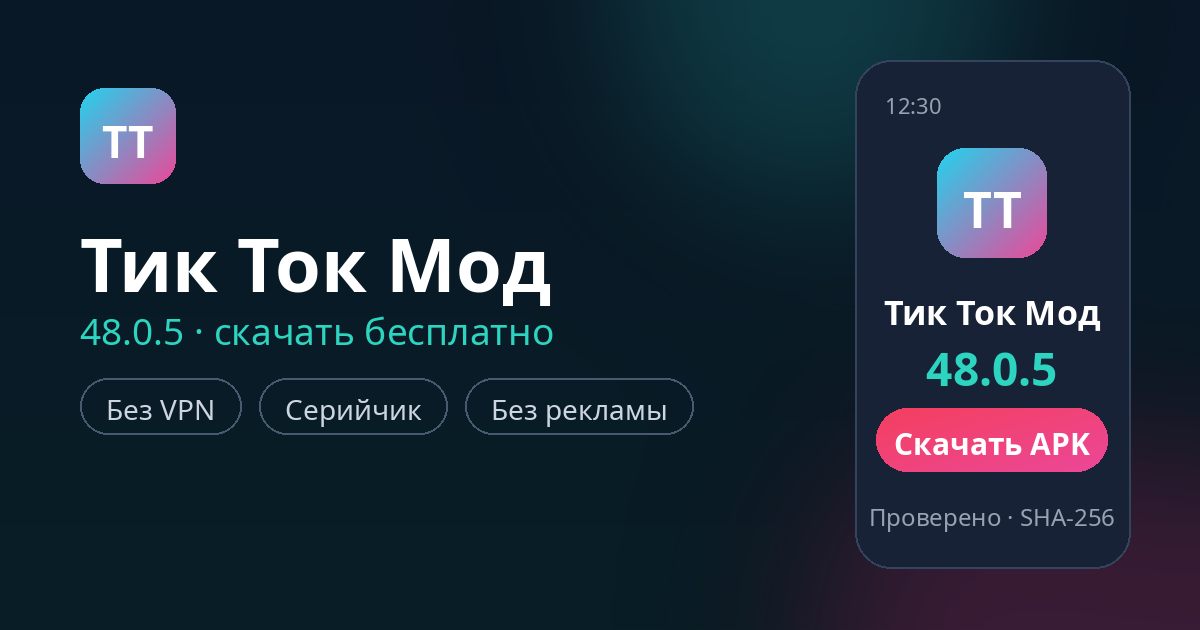 TT
Тик Ток Мод
48.0.5 · скачать бесплатно
Без VPN
Серийчик
Без рекламы
12:30
TT
Тик Ток Мод
48.0.5
Скачать APK
Проверено · SHA-256